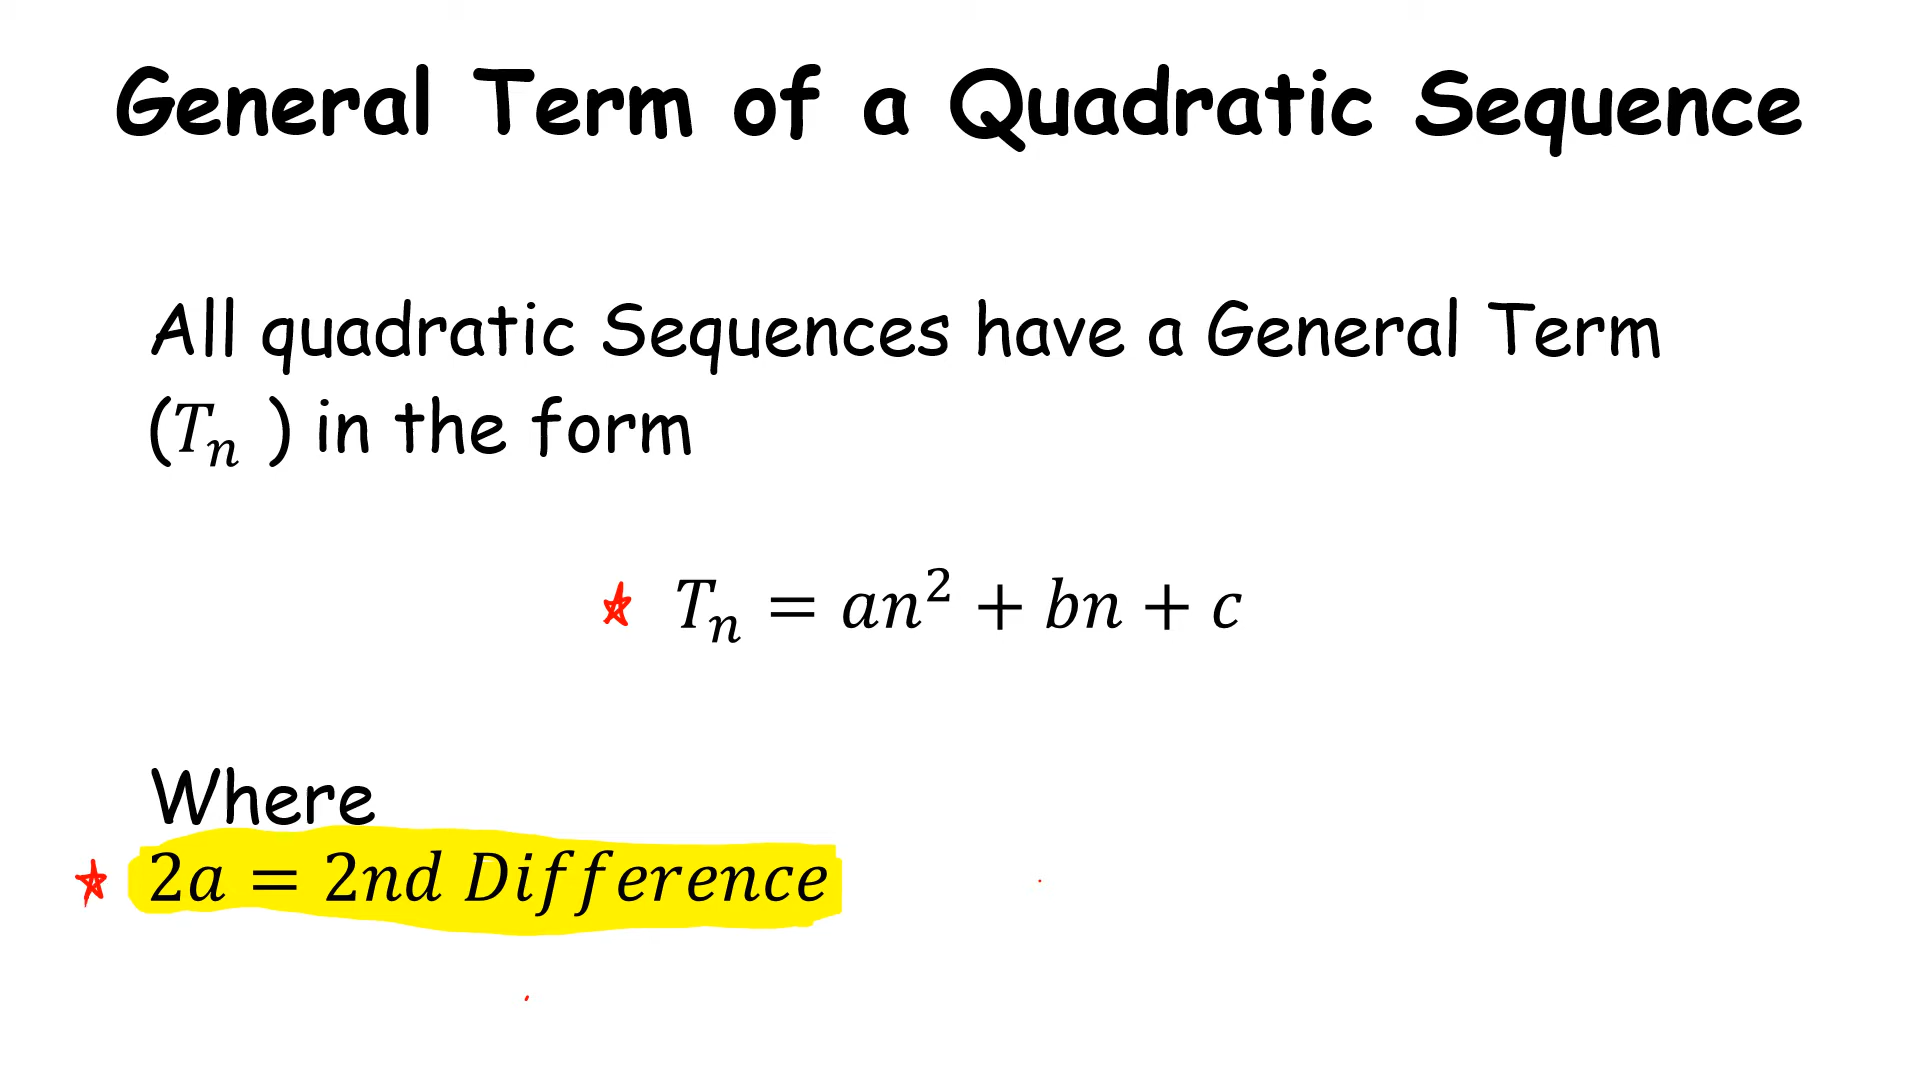 General Term of a Quadratic Sequence
All quadratic Sequences have a General Term
(Tₙ ) in the form
Tₙ = an² + bn + c
Where
2a = 2nd Difference